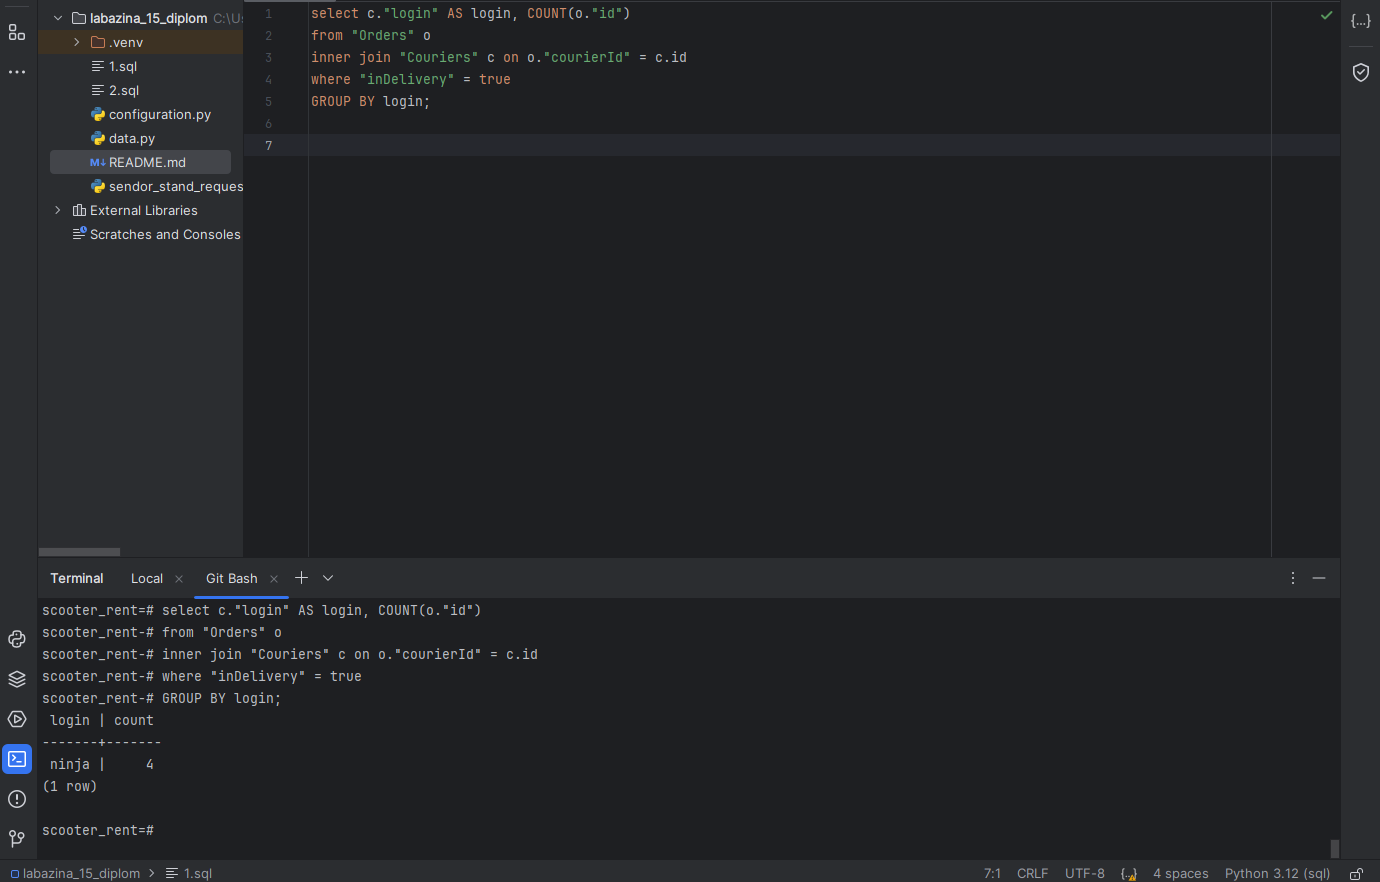 labazina_15_diplom C:\Us
.venv
1.sql
2.sql
configuration.py
data.py
README.md
sendor_stand_reques
External Libraries
Scratches and Consoles
1 select c."login" AS login, COUNT(o."id")
2 from "Orders" o
3 inner join "Couriers" c on o."courierId" = c.id
4 where "inDelivery" = true
5 GROUP BY login;
6
7
{...}
Terminal Local Git Bash
scooter_rent=# select c."login" AS login, COUNT(o."id")
scooter_rent-# from "Orders" o
scooter_rent-# inner join "Couriers" c on o."courierId" = c.id
scooter_rent-# where "inDelivery" = true
scooter_rent-# GROUP BY login;
login | count
-------+-------
ninja | 4
(1 row)
scooter_rent=#
labazina_15_diplom > 1.sql 7:1 CRLF UTF-8 {..} 4 spaces Python 3.12 (sql)